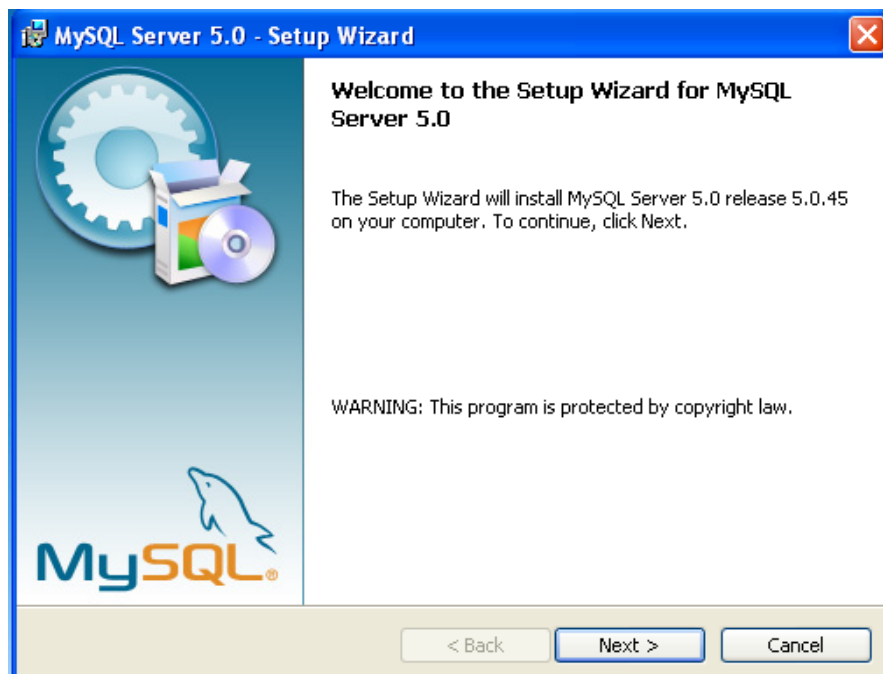 MySQL Server 5.0 - Setup Wizard
Welcome to the Setup Wizard for MySQL
Server 5.0
The Setup Wizard will install MySQL Server 5.0 release 5.0.45
on your computer. To continue, click Next.
WARNING: This program is protected by copyright law.
MySQL®
< Back
Next >
Cancel